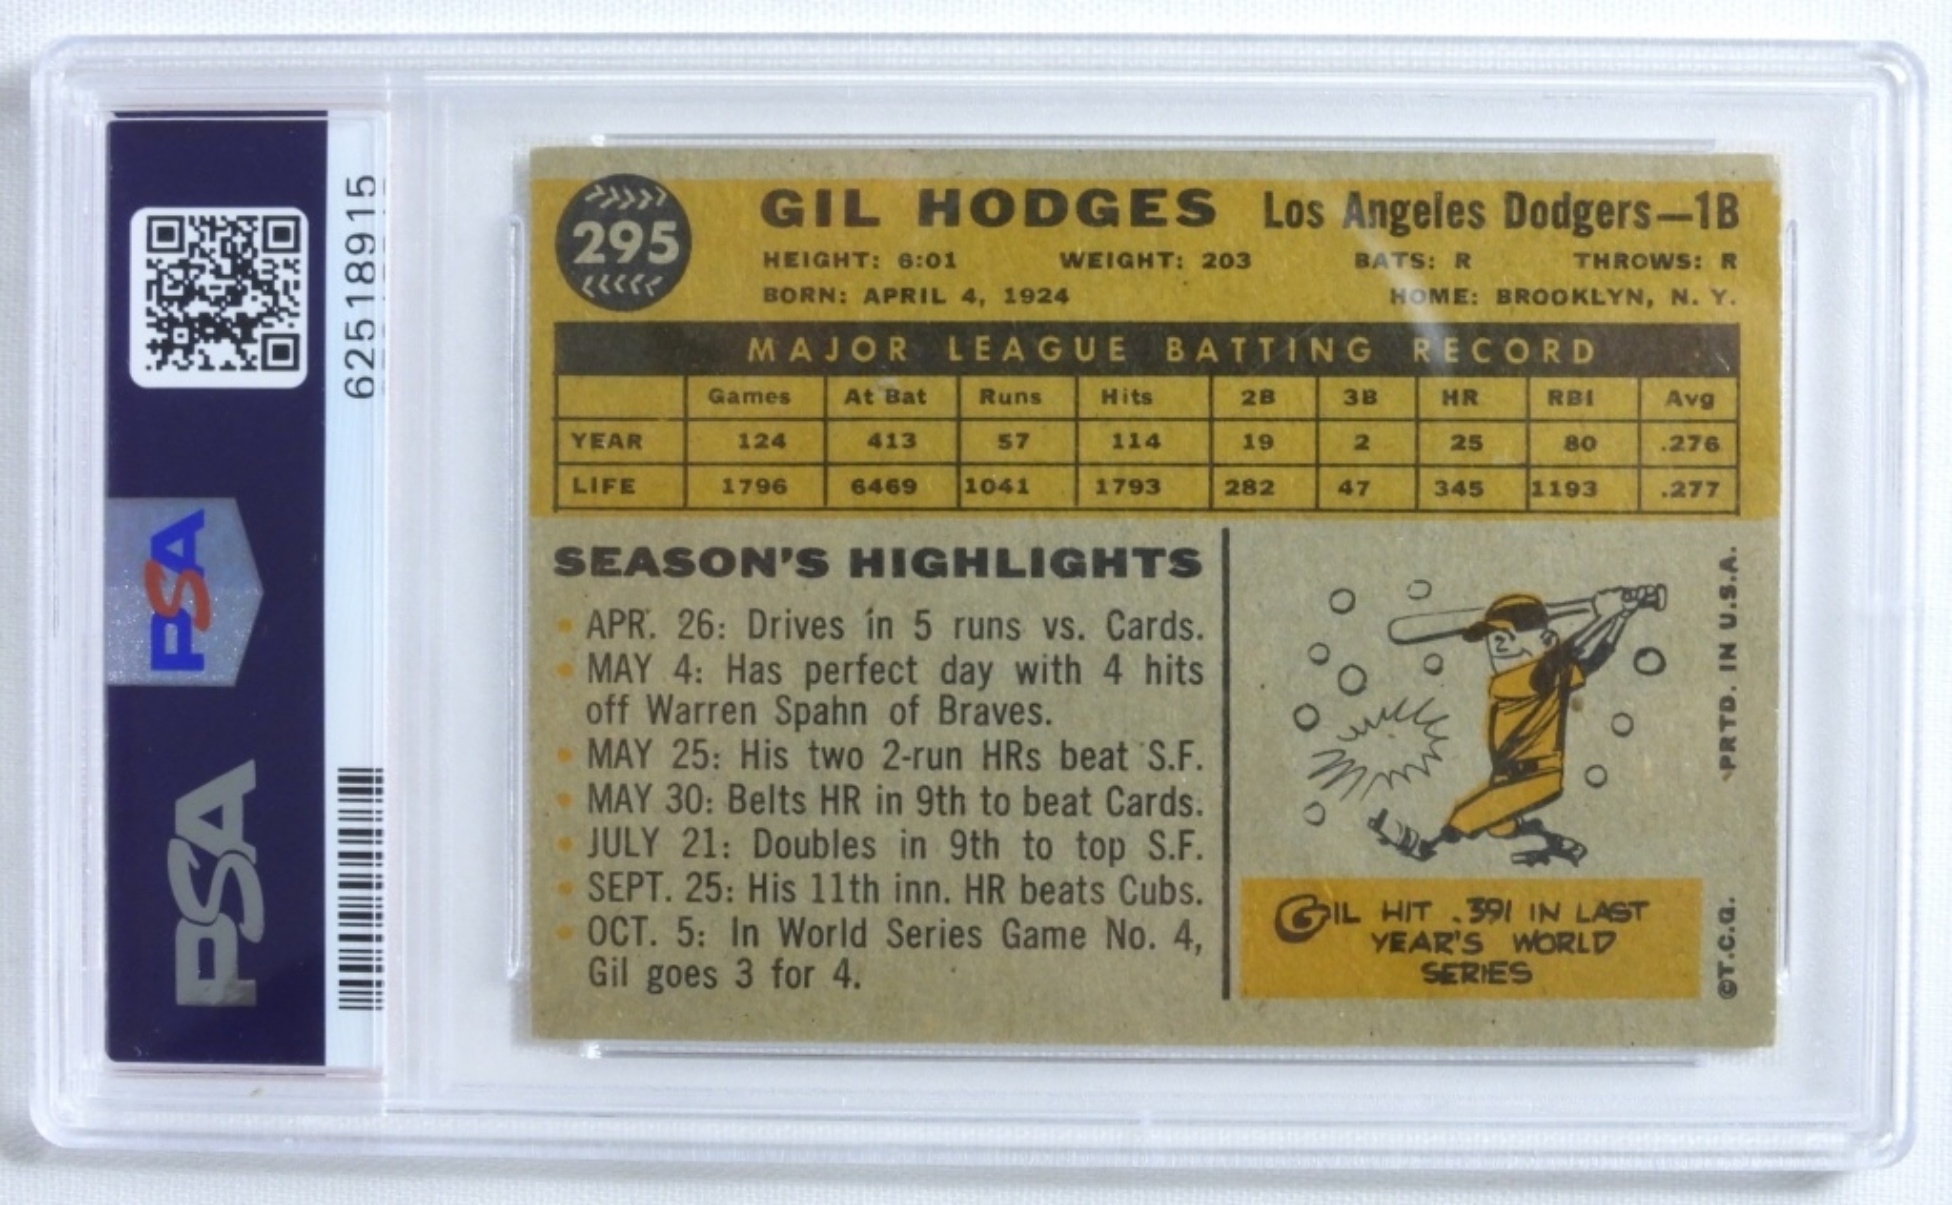 62518915
PSA
PSA
295
GIL HODGES Los Angeles Dodgers—1B
HEIGHT: 6:01 WEIGHT: 203 BATS: R THROWS: R
BORN: APRIL 4, 1924 HOME: BROOKLYN, N. Y.
MAJOR LEAGUE BATTING RECORD
Games At Bat Runs Hits 2B 3B HR RBI Avg
YEAR 124 413 57 114 19 2 25 80 .276
LIFE 1796 6469 1041 1793 282 47 345 1193 .277
SEASON'S HIGHLIGHTS
• APR. 26: Drives in 5 runs vs. Cards.
• MAY 4: Has perfect day with 4 hits
off Warren Spahn of Braves.
• MAY 25: His two 2-run HRs beat S.F.
• MAY 30: Belts HR in 9th to beat Cards.
• JULY 21: Doubles in 9th to top S.F.
• SEPT. 25: His 11th inn. HR beats Cubs.
• OCT. 5: In World Series Game No. 4,
Gil goes 3 for 4.
GIL HIT .391 IN LAST
YEAR'S WORLD
SERIES
©T.C.G. PRTD. IN U.S.A.